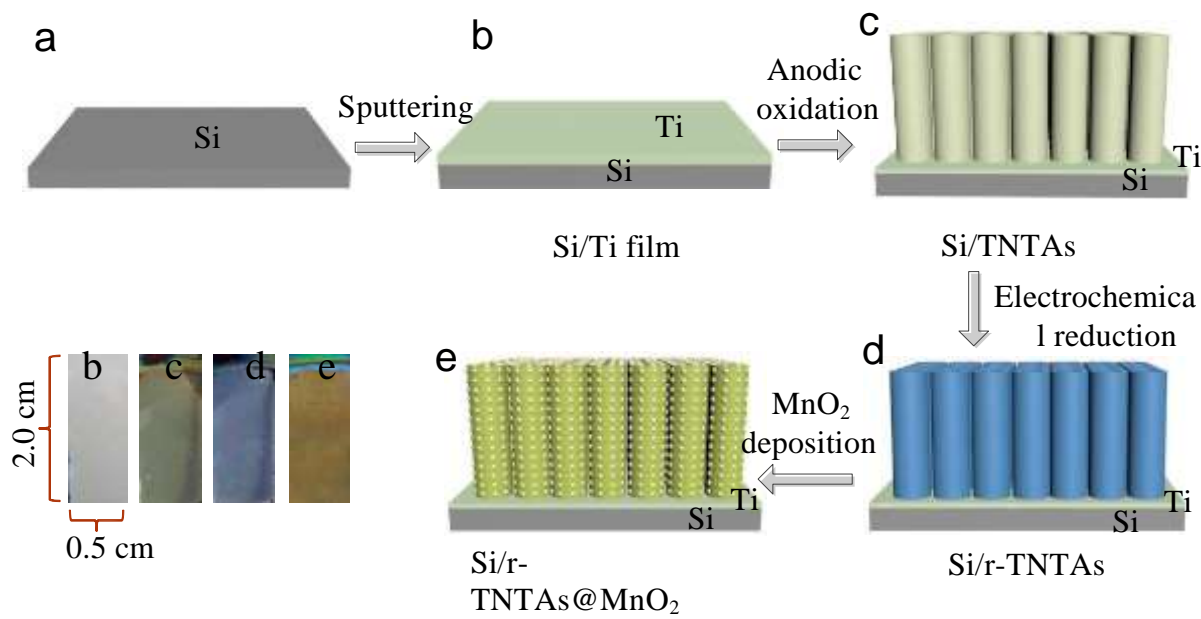 a
Si
Sputtering
b
Ti
Si
Si/Ti film
Anodic
oxidation
c
Ti
Si
Si/TNTAs
Electrochemica
l reduction
d
Ti
Si
Si/r-TNTAs
MnO₂
deposition
e
Ti
Si
Si/r-
TNTAs@MnO₂
b c d e
2.0 cm
0.5 cm